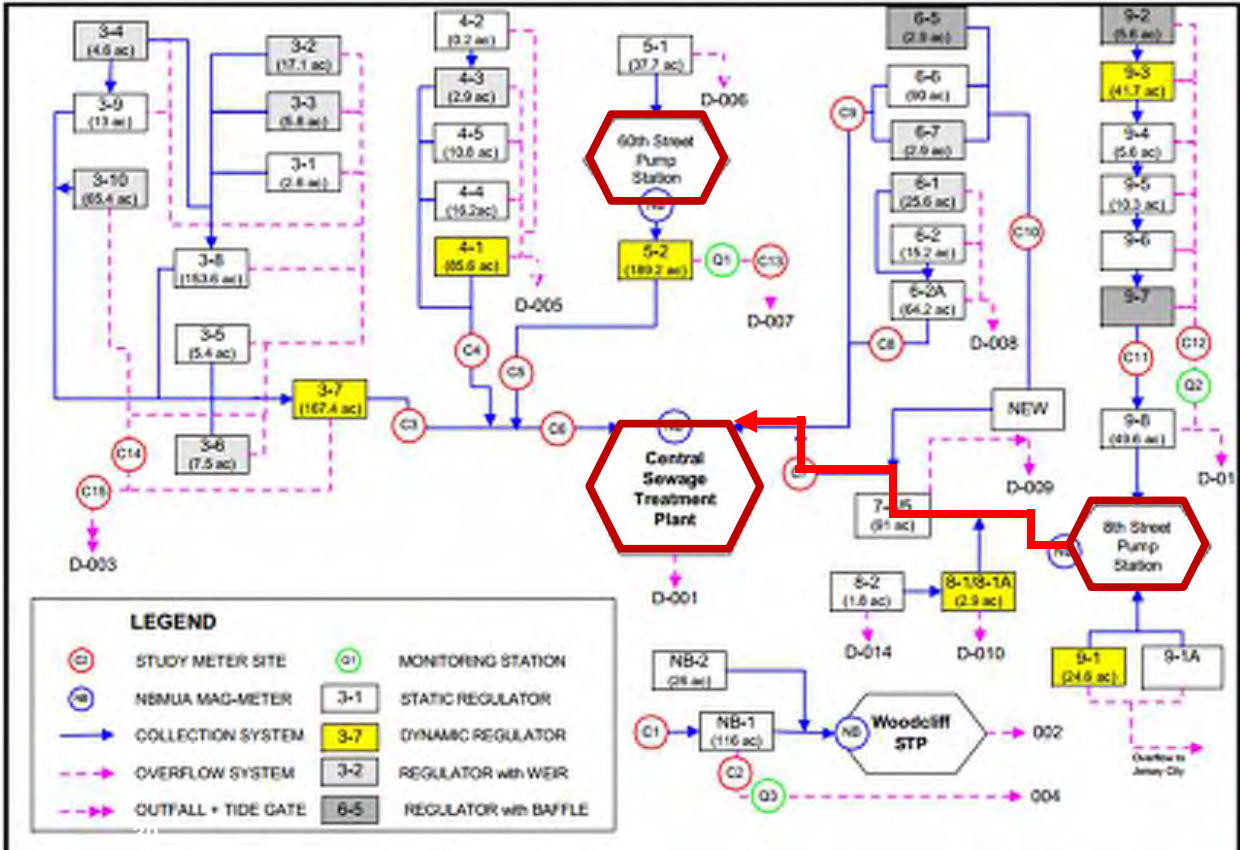 3-4
(4.6 ac)
3-2
(17.1 ac)
3-9
(13 ac)
3-3
3-1
3-10
(65.4 ac)
3-8
(153.6 ac)
3-5
(5.4 ac)
3-7
(167.4 ac)
3-6
(7.5 ac)
C14
C15
C3
D-003
4-2
(0.2 ac)
4-3
(2.9 ac)
4-5
(10.8 ac)
4-4
(16.2ac)
4-1
(85.6 ac)
D-005
C4
C5
C6
5-1
(37.7 ac)
D-006
60th Street
Pump
Station
5-2
(189.2 ac)
Q1
C13
D-007
Central
Sewage
Treatment
Plant
D-001
6-5
(2.9 ac)
6-6
(90 ac)
6-7
(2.9 ac)
C9
6-1
(25.6 ac)
6-2
(15.2 ac)
6-2A
(64.2 ac)
C10
C8
D-008
NEW
D-009
(91 ac)
8-2
(1.6 ac)
8-1/8-1A
(2.9 ac)
D-014
D-010
9-2
(5.6 ac)
9-3
(41.7 ac)
9-4
(5.6 ac)
9-5
(10.3 ac)
9-6
9-7
C11
C12
Q2
9-8
(49.6 ac)
D-01
8th Street
Pump
Station
9-1
(24.6 ac)
9-1A
Overflow to
Jersey City
NB-2
(26 ac)
C1
NB-1
(116 ac)
NB
Woodcliff
STP
002
C2
Q3
004
LEGEND
C2 STUDY METER SITE
Q1 MONITORING STATION
NB NBMUA MAG-METER
3-1 STATIC REGULATOR
COLLECTION SYSTEM
3-7 DYNAMIC REGULATOR
OVERFLOW SYSTEM
3-2 REGULATOR with WEIR
OUTFALL + TIDE GATE
6-5 REGULATOR with BAFFLE